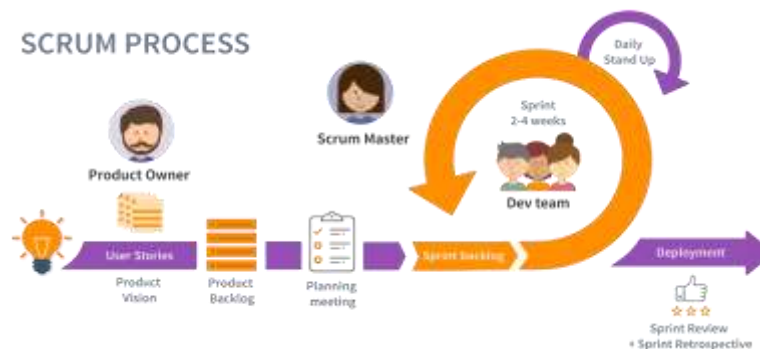 SCRUM PROCESS
Daily
Stand Up
Sprint
2-4 weeks
Scrum Master
Product Owner
Dev team
User Stories
Sprint Backlog
Deployment
Product
Vision
Product
Backlog
Planning
meeting
Sprint Review
+ Sprint Retrospective